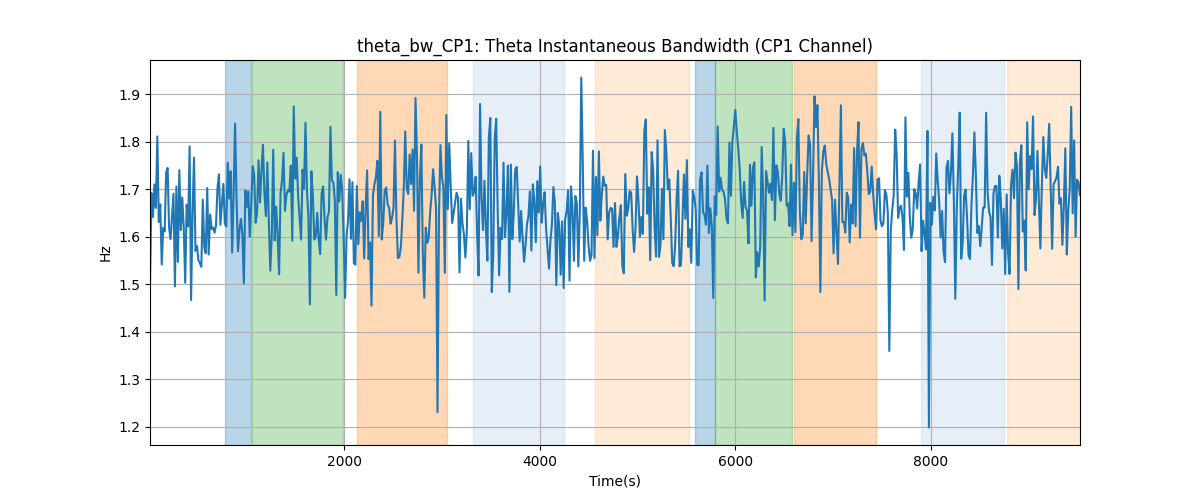 theta_bw_CP1: Theta Instantaneous Bandwidth (CP1 Channel)
1.9
1.8
1.7
1.6
1.5
1.4
1.3
1.2
Hz
2000 4000 6000 8000
Time(s)